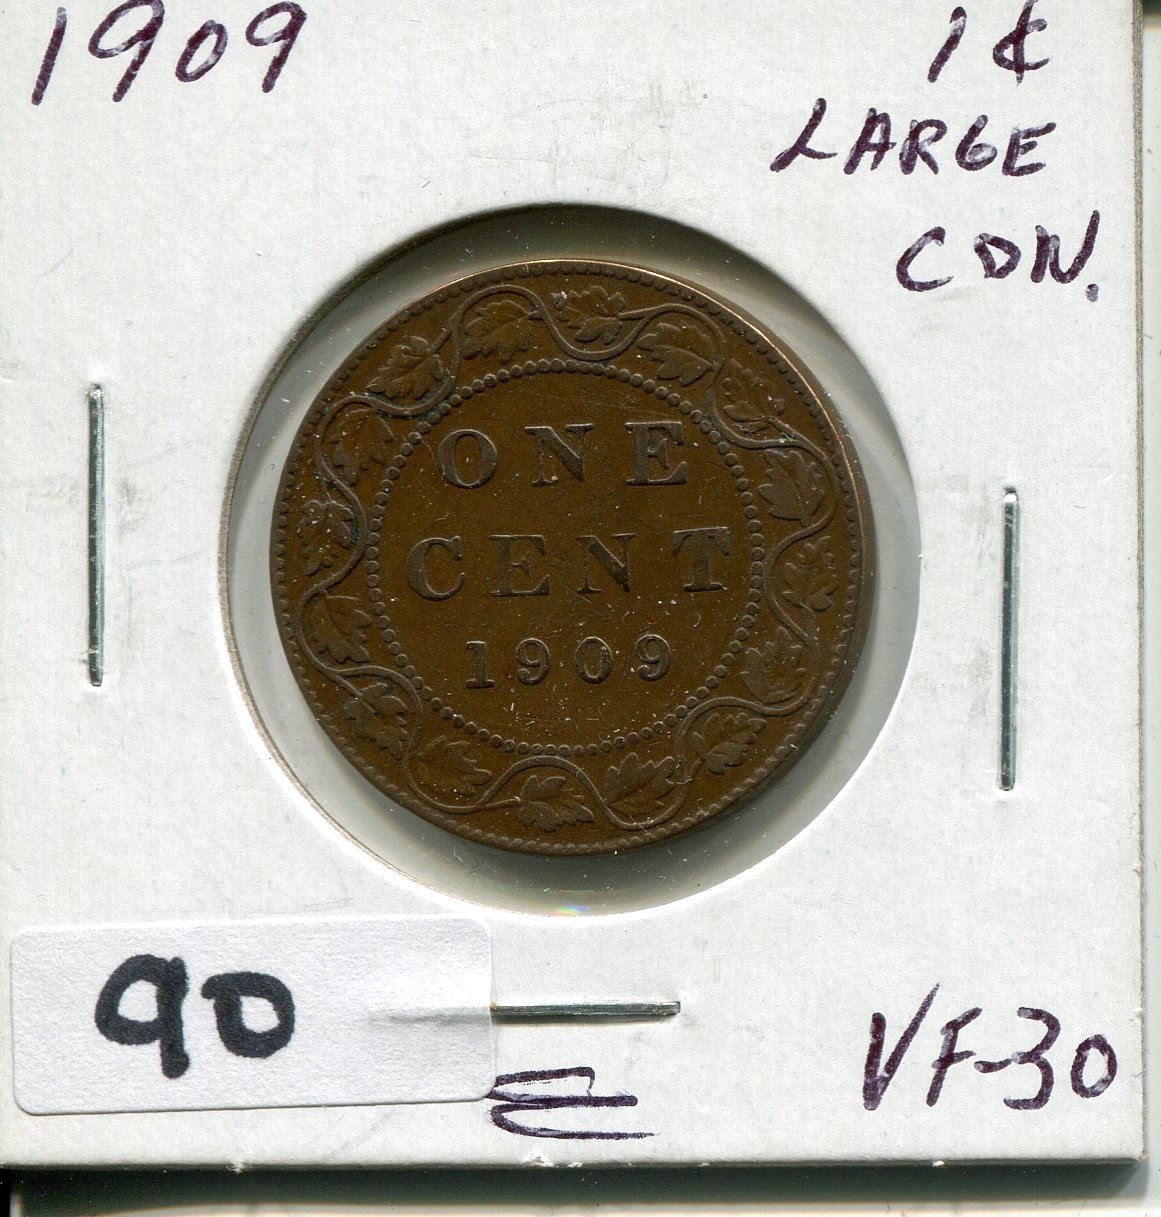 1909
1¢
LARGE
CDN.
ONE
CENT
1909
90
VF-30